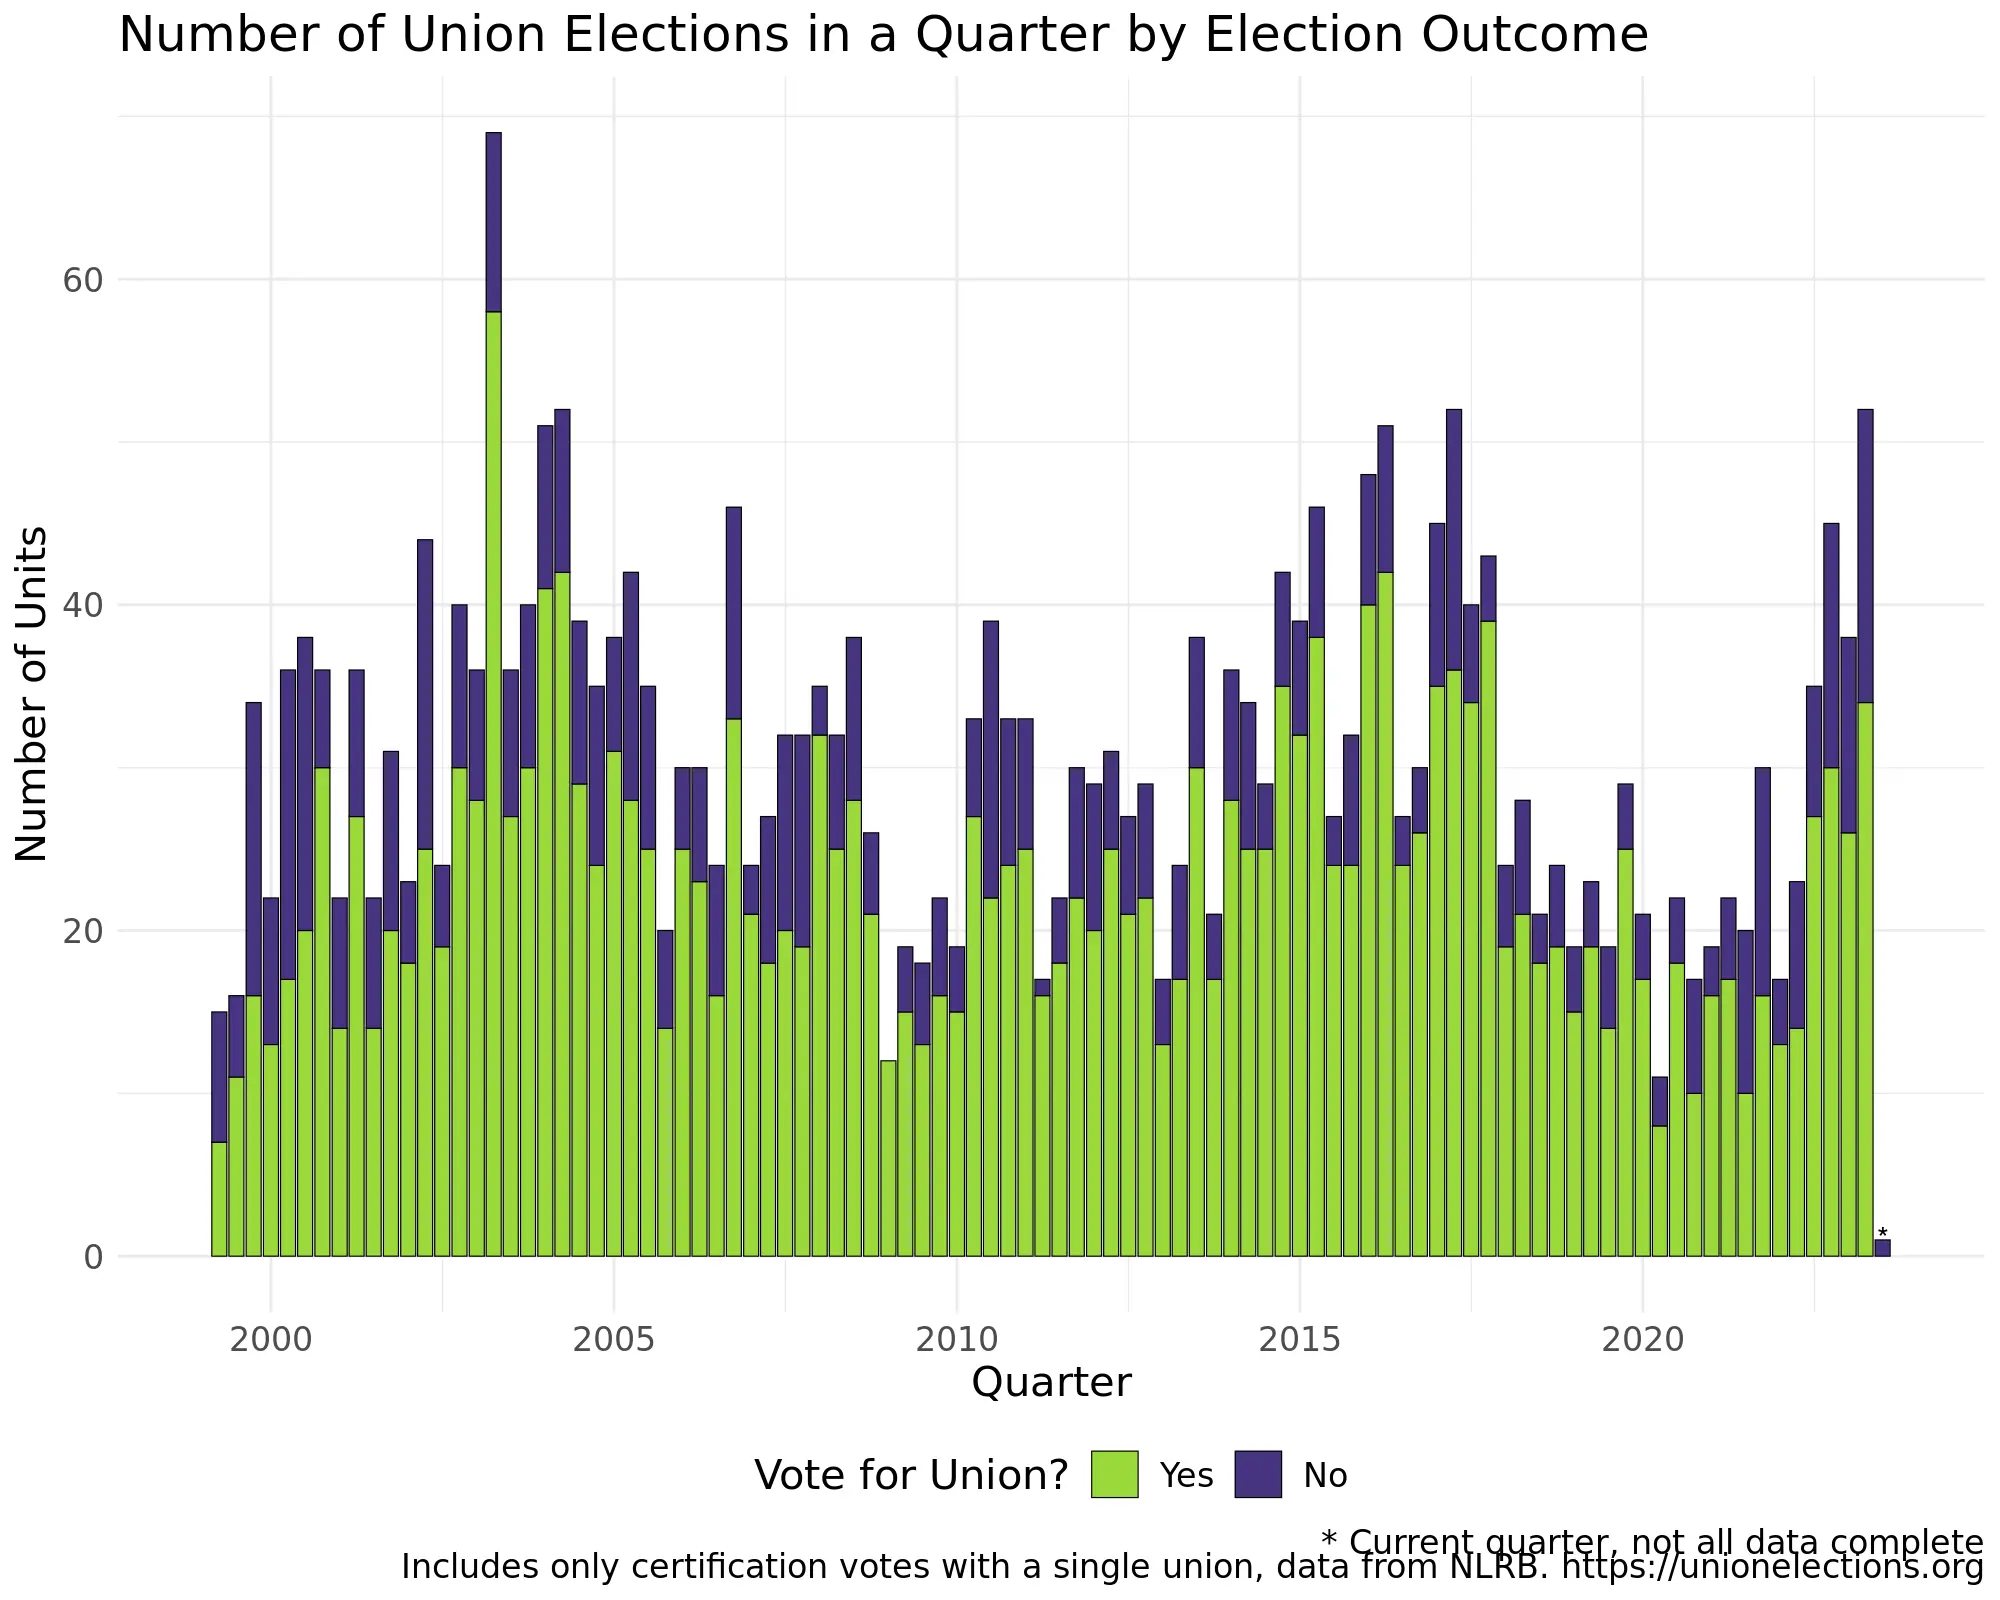 Number of Union Elections in a Quarter by Election Outcome
Number of Units
60
40
20
0
*
2000 2005 2010 2015 2020
Quarter
Vote for Union? Yes No
* Current quarter, not all data complete
Includes only certification votes with a single union, data from NLRB. https://unionelections.org